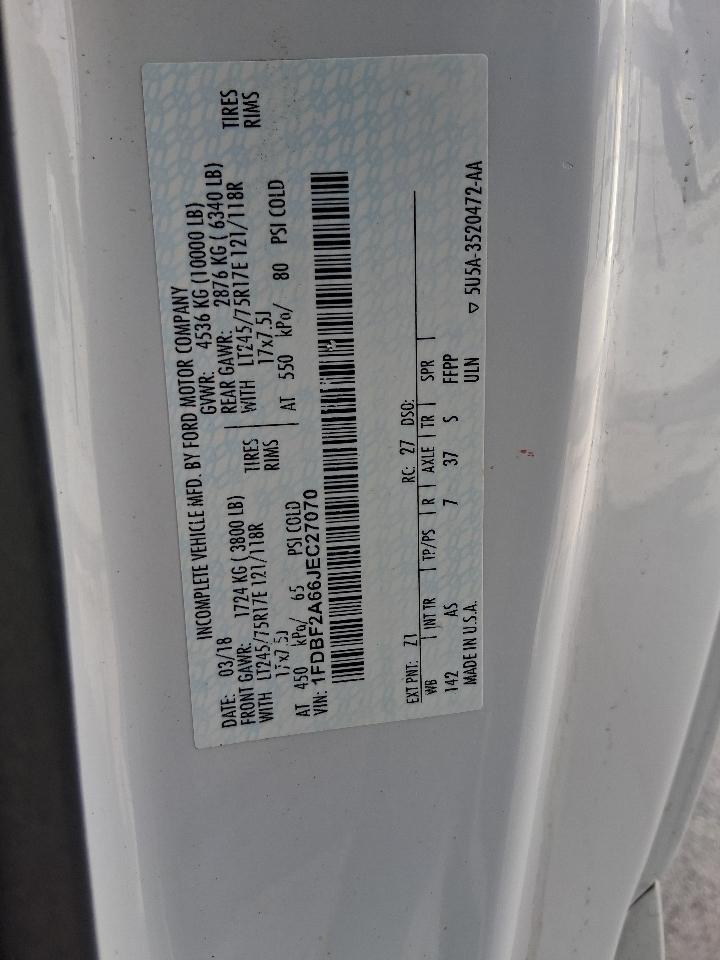 INCOMPLETE VEHICLE MFD. BY FORD MOTOR COMPANY
DATE: 03/18 GVWR: 4536 KG (10000 LB)
FRONT GAWR: 1724 KG ( 3800 LB) REAR GAWR: 2876 KG ( 6340 LB)
WITH LT245/75R17E 121/118R TIRES WITH LT245/75R17E 121/118R TIRES
17x7.5J RIMS 17x7.5J RIMS
AT 450 kPa/ 65 PSI COLD AT 550 kPa/ 80 PSI COLD
VIN: 1FDBF2A66JEC27070
EXT PNT: Z1 RC: 27 DSO:
WB INT TR TP/PS R AXLE TR SPR
142 AS 7 37 S FFPP
MADE IN U.S.A. ULN
▽ 5U5A-3520472-AA